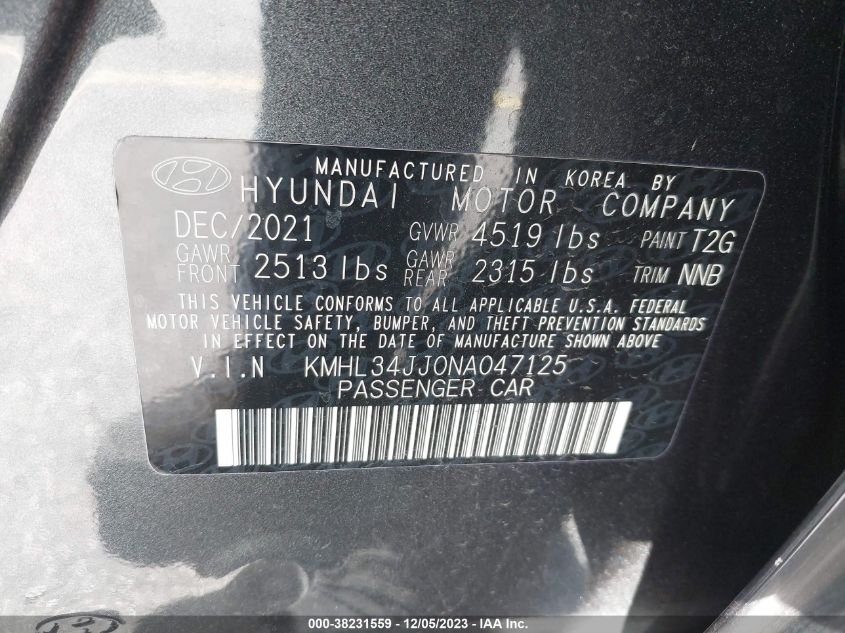 MANUFACTURED IN KOREA BY
HYUNDAI MOTOR COMPANY
DEC/2021 GVWR 4519 lbs PAINT T2G
GAWR FRONT 2513 lbs GAWR REAR 2315 lbs TRIM NNB
THIS VEHICLE CONFORMS TO ALL APPLICABLE U.S.A. FEDERAL
MOTOR VEHICLE SAFETY, BUMPER, AND THEFT PREVENTION STANDARDS
IN EFFECT ON THE DATE OF MANUFACTURE SHOWN ABOVE
V.I.N KMHL34JJ0NA047125
PASSENGER CAR
000-38231559 - 12/05/2023 - IAA Inc.